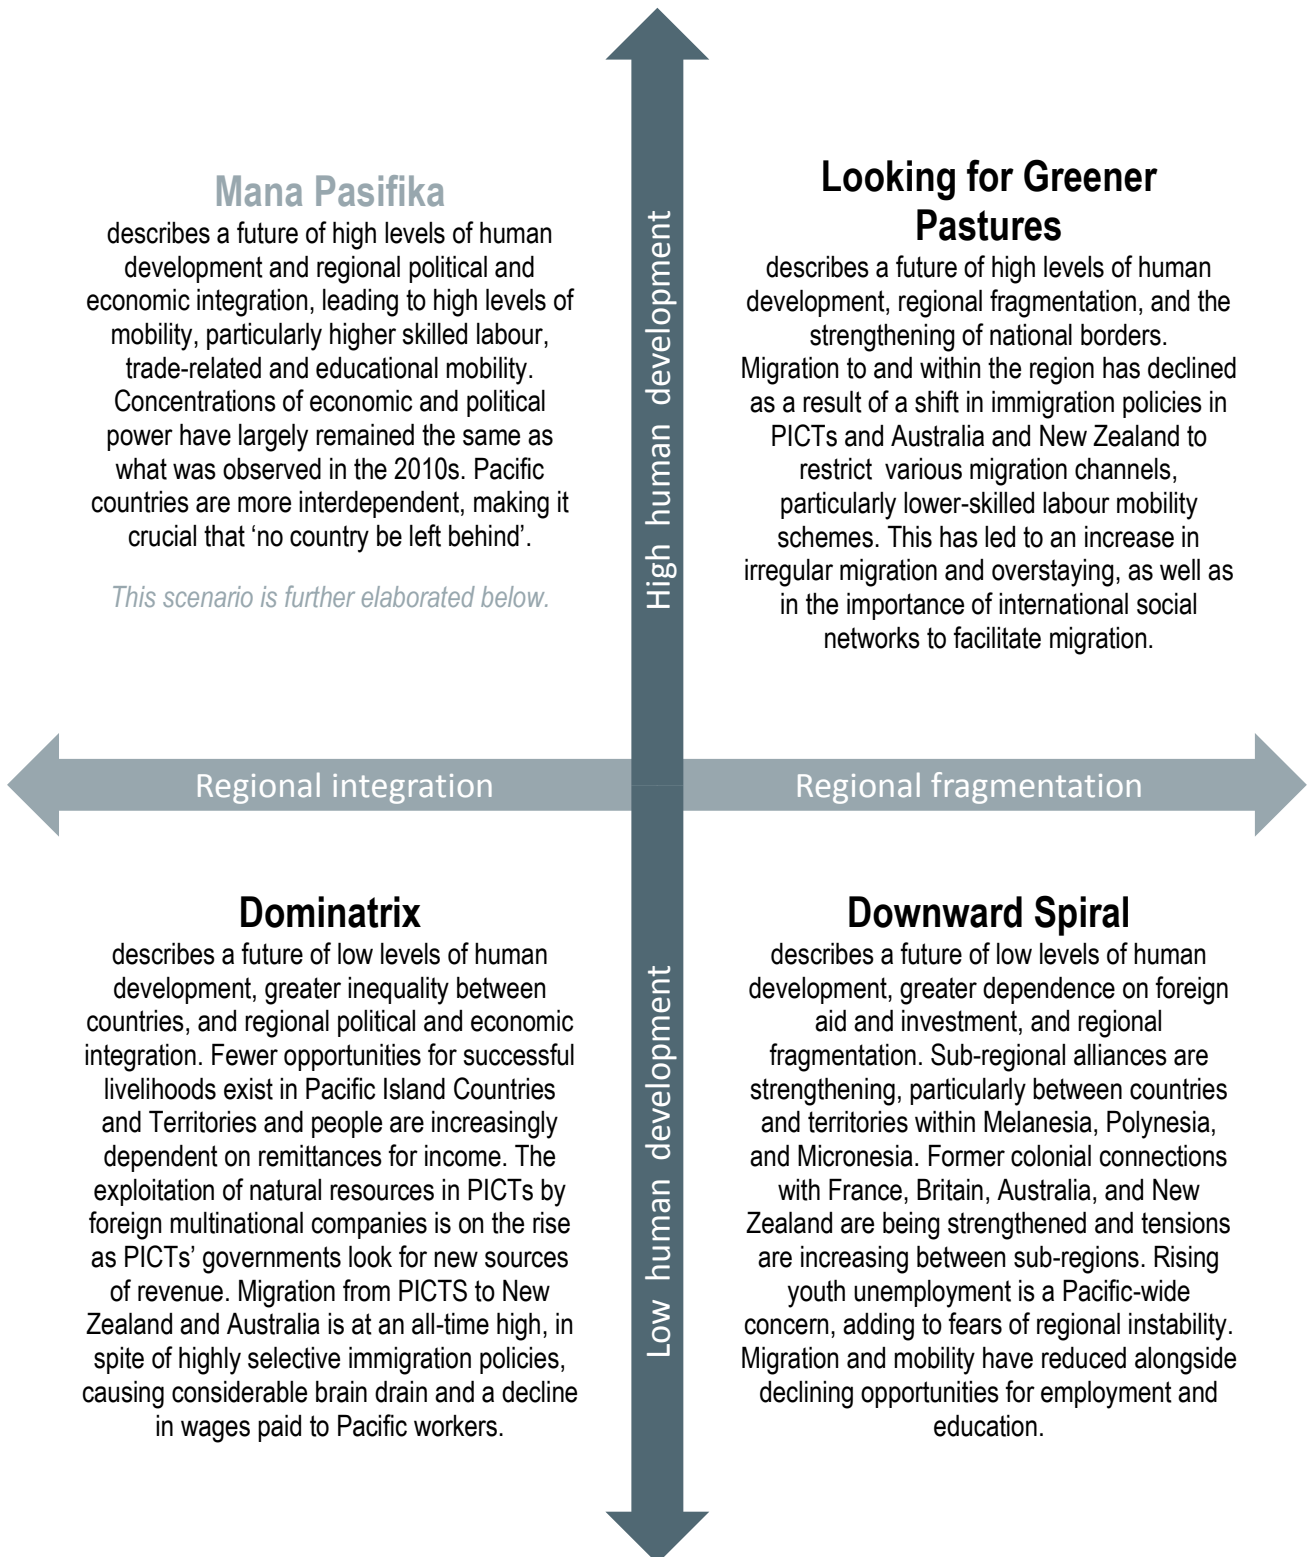 Mana Pasifika
describes a future of high levels of human
development and regional political and
economic integration, leading to high levels of
mobility, particularly higher skilled labour,
trade-related and educational mobility.
Concentrations of economic and political
power have largely remained the same as
what was observed in the 2010s. Pacific
countries are more interdependent, making it
crucial that ‘no country be left behind’.
This scenario is further elaborated below.
High human development
Looking for Greener
Pastures
describes a future of high levels of human
development, regional fragmentation, and the
strengthening of national borders.
Migration to and within the region has declined
as a result of a shift in immigration policies in
PICTs and Australia and New Zealand to
restrict various migration channels,
particularly lower-skilled labour mobility
schemes. This has led to an increase in
irregular migration and overstaying, as well as
in the importance of international social
networks to facilitate migration.
Regional integration
Regional fragmentation
Dominatrix
describes a future of low levels of human
development, greater inequality between
countries, and regional political and economic
integration. Fewer opportunities for successful
livelihoods exist in Pacific Island Countries
and Territories and people are increasingly
dependent on remittances for income. The
exploitation of natural resources in PICTs by
foreign multinational companies is on the rise
as PICTs’ governments look for new sources
of revenue. Migration from PICTS to New
Zealand and Australia is at an all-time high, in
spite of highly selective immigration policies,
causing considerable brain drain and a decline
in wages paid to Pacific workers.
Low human development
Downward Spiral
describes a future of low levels of human
development, greater dependence on foreign
aid and investment, and regional
fragmentation. Sub-regional alliances are
strengthening, particularly between countries
and territories within Melanesia, Polynesia,
and Micronesia. Former colonial connections
with France, Britain, Australia, and New
Zealand are being strengthened and tensions
are increasing between sub-regions. Rising
youth unemployment is a Pacific-wide
concern, adding to fears of regional instability.
Migration and mobility have reduced alongside
declining opportunities for employment and
education.